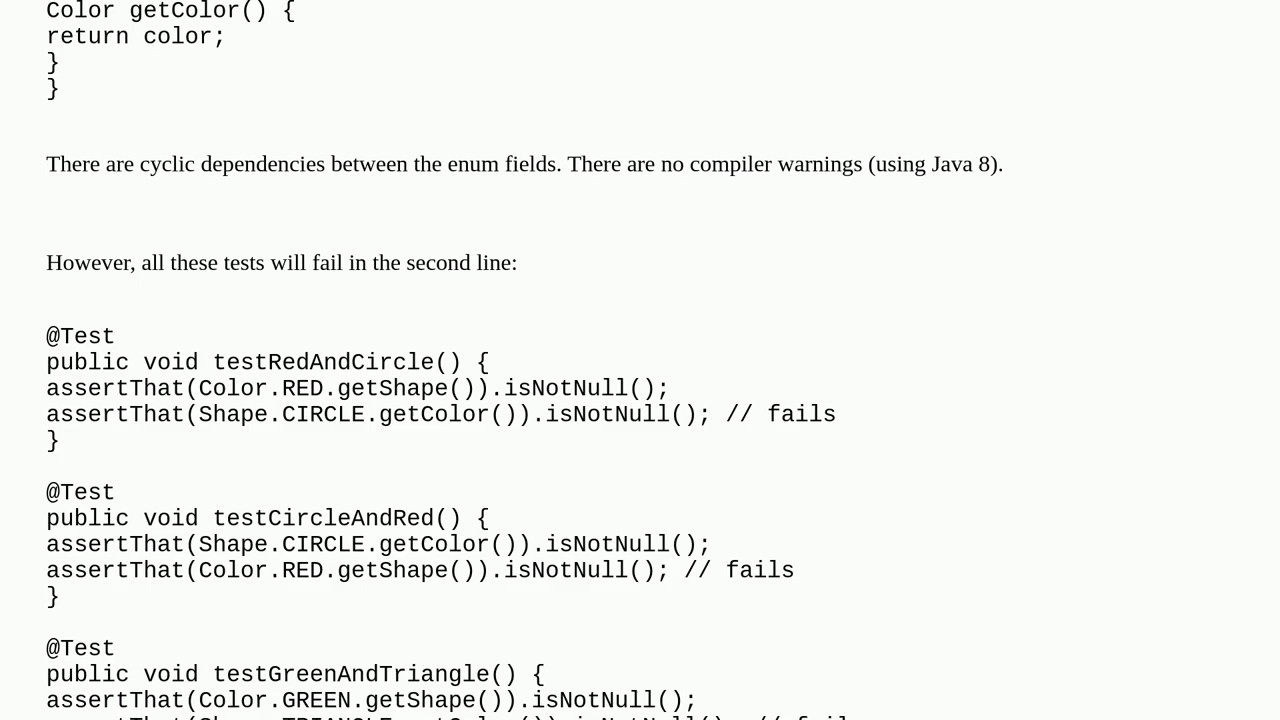 Color getColor() {
return color;
}
}
There are cyclic dependencies between the enum fields. There are no compiler warnings (using Java 8).
However, all these tests will fail in the second line:
@Test
public void testRedAndCircle() {
assertThat(Color.RED.getShape()).isNotNull();
assertThat(Shape.CIRCLE.getColor()).isNotNull(); // fails
}
@Test
public void testCircleAndRed() {
assertThat(Shape.CIRCLE.getColor()).isNotNull();
assertThat(Color.RED.getShape()).isNotNull(); // fails
}
@Test
public void testGreenAndTriangle() {
assertThat(Color.GREEN.getShape()).isNotNull();